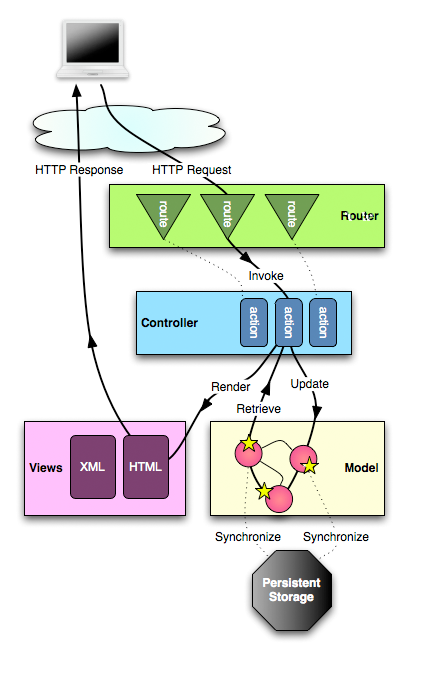 HTTP Response
HTTP Request
route
route
route
Router
Invoke
Controller
action
action
action
Render
Update
Retrieve
Views
XML
HTML
Model
Synchronize
Synchronize
Persistent
Storage